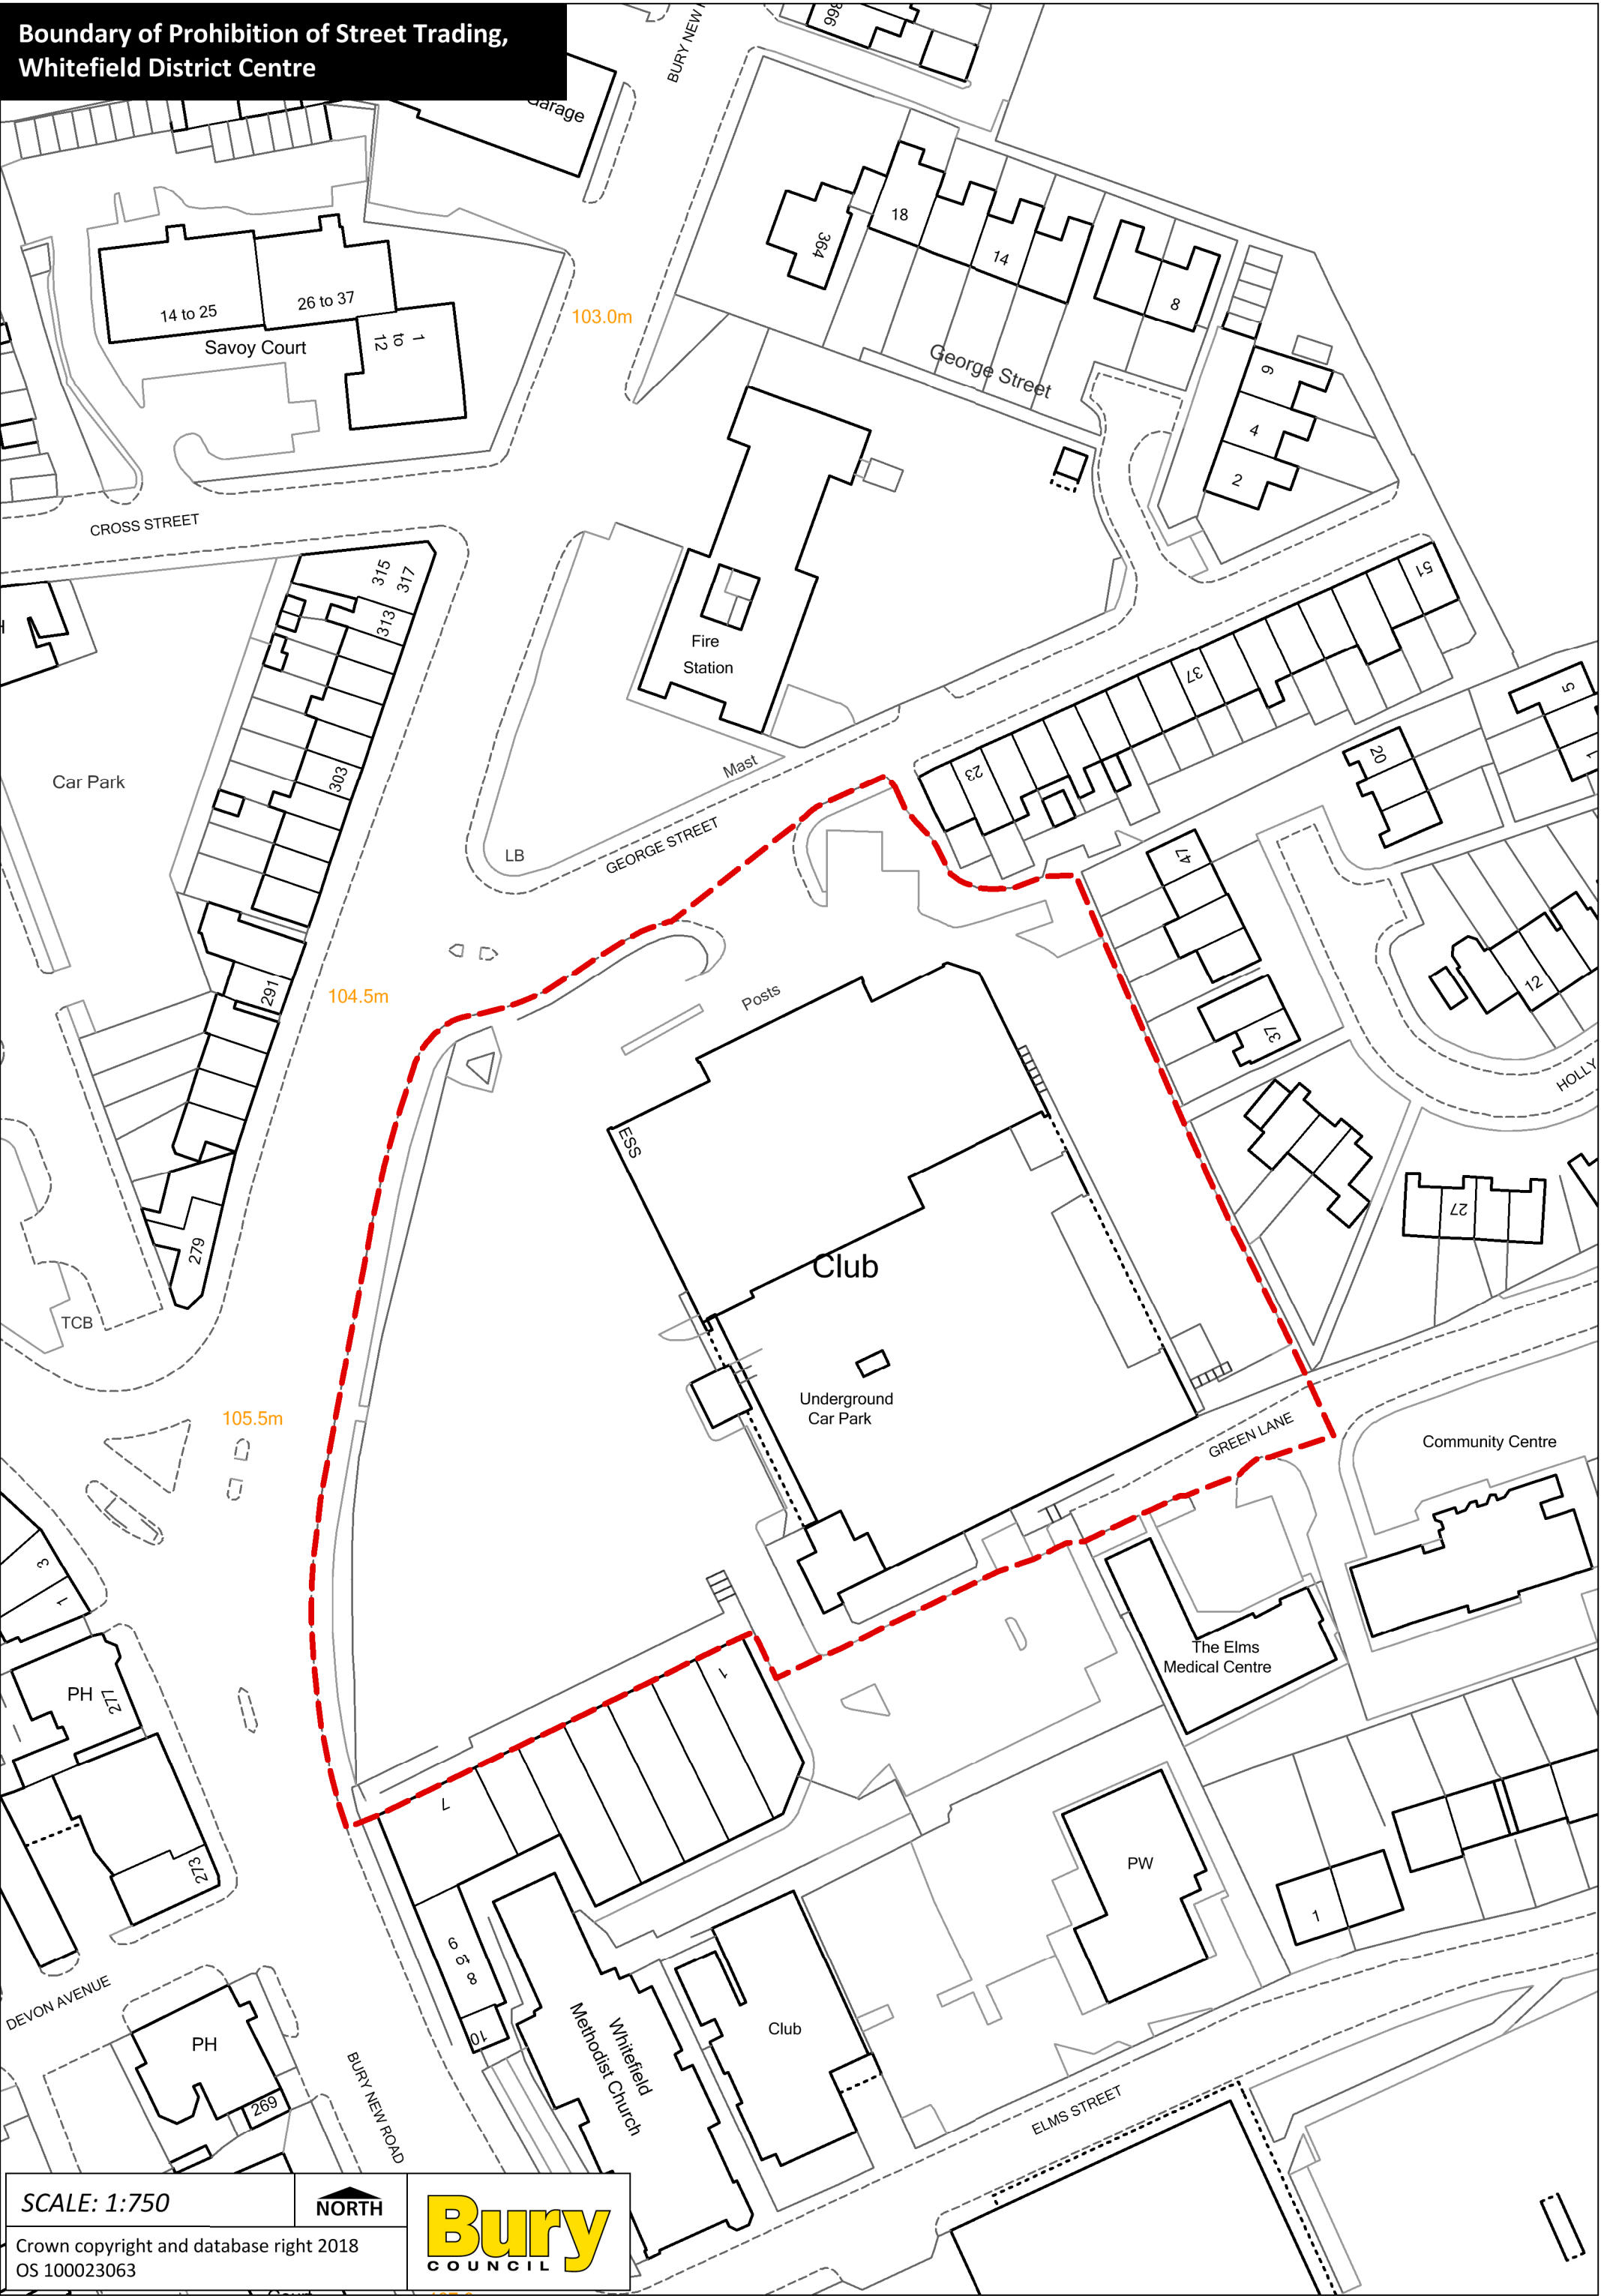 Boundary of Prohibition of Street Trading,
Whitefield District Centre
BURY NEW
366
Garage
18
364
14
8
George Street
14 to 25
26 to 37
1
to
12
Savoy Court
103.0m
6
4
2
CROSS STREET
315
317
313
Fire
Station
51
37
5
1
20
303
Car Park
Mast
23
GEORGE STREET
LB
47
12
291
104.5m
Posts
37
HOLLY
ESS
27
279
Club
TCB
Underground
Car Park
105.5m
GREEN LANE
Community Centre
3
1
The Elms
Medical Centre
PH
277
1
7
273
PW
1
8 to 9
10
DEVON AVENUE
PH
269
BURY NEW ROAD
Whitefield
Methodist Church
Club
ELMS STREET
SCALE: 1:750
NORTH
Crown copyright and database right 2018
OS 100023063
Bury
COUNCIL